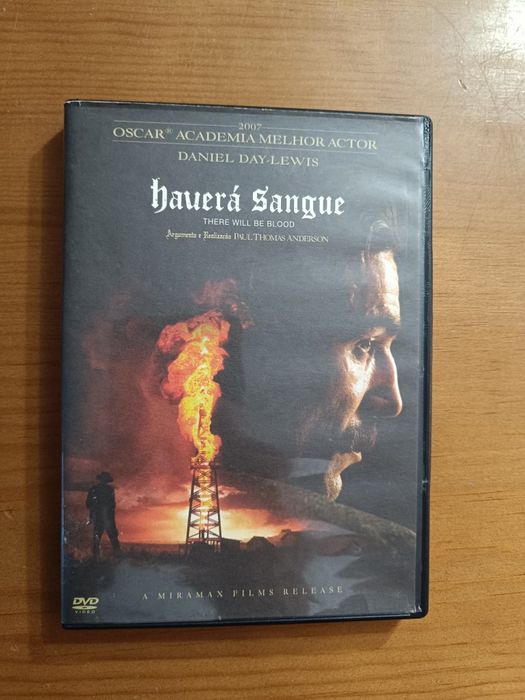 2007
OSCAR® ACADEMIA MELHOR ACTOR
DANIEL DAY-LEWIS
haverá Sangue
THERE WILL BE BLOOD
Argumento e Realização PAUL THOMAS ANDERSON
DVD
VIDEO
A MIRAMAX FILMS RELEASE